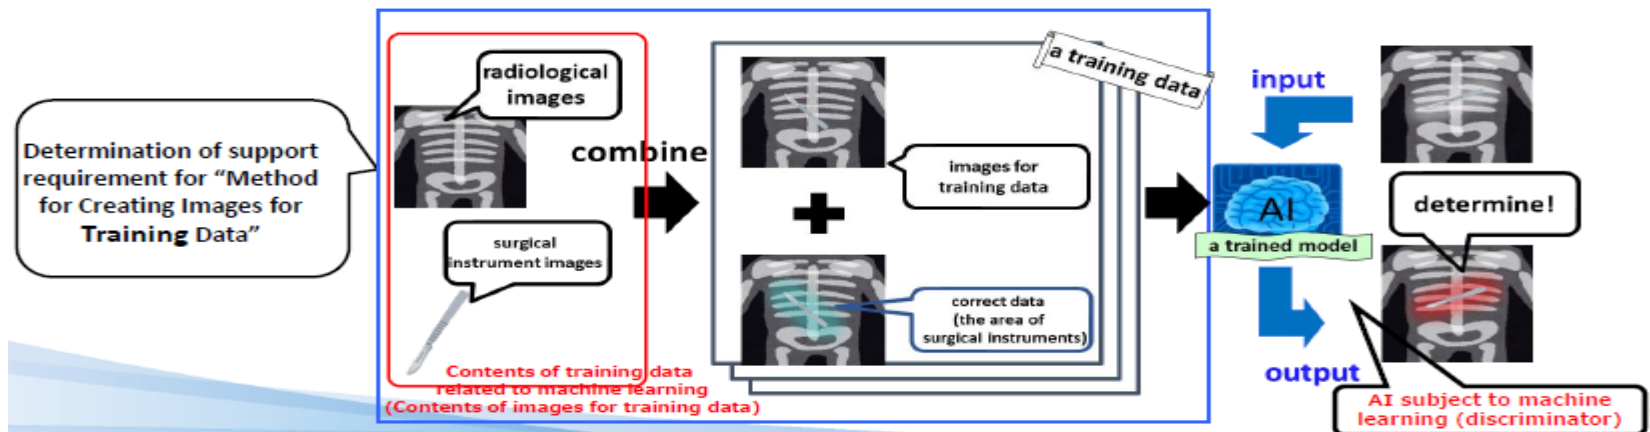 Determination of support
requirement for “Method
for Creating Images for
Training Data”
radiological
images
surgical
instrument images
Contents of training data
related to machine learning
(Contents of images for training data)
combine
a training data
images for
training data
correct data
(the area of
surgical instruments)
input
AI
a trained model
output
determine!
AI subject to machine
learning (discriminator)